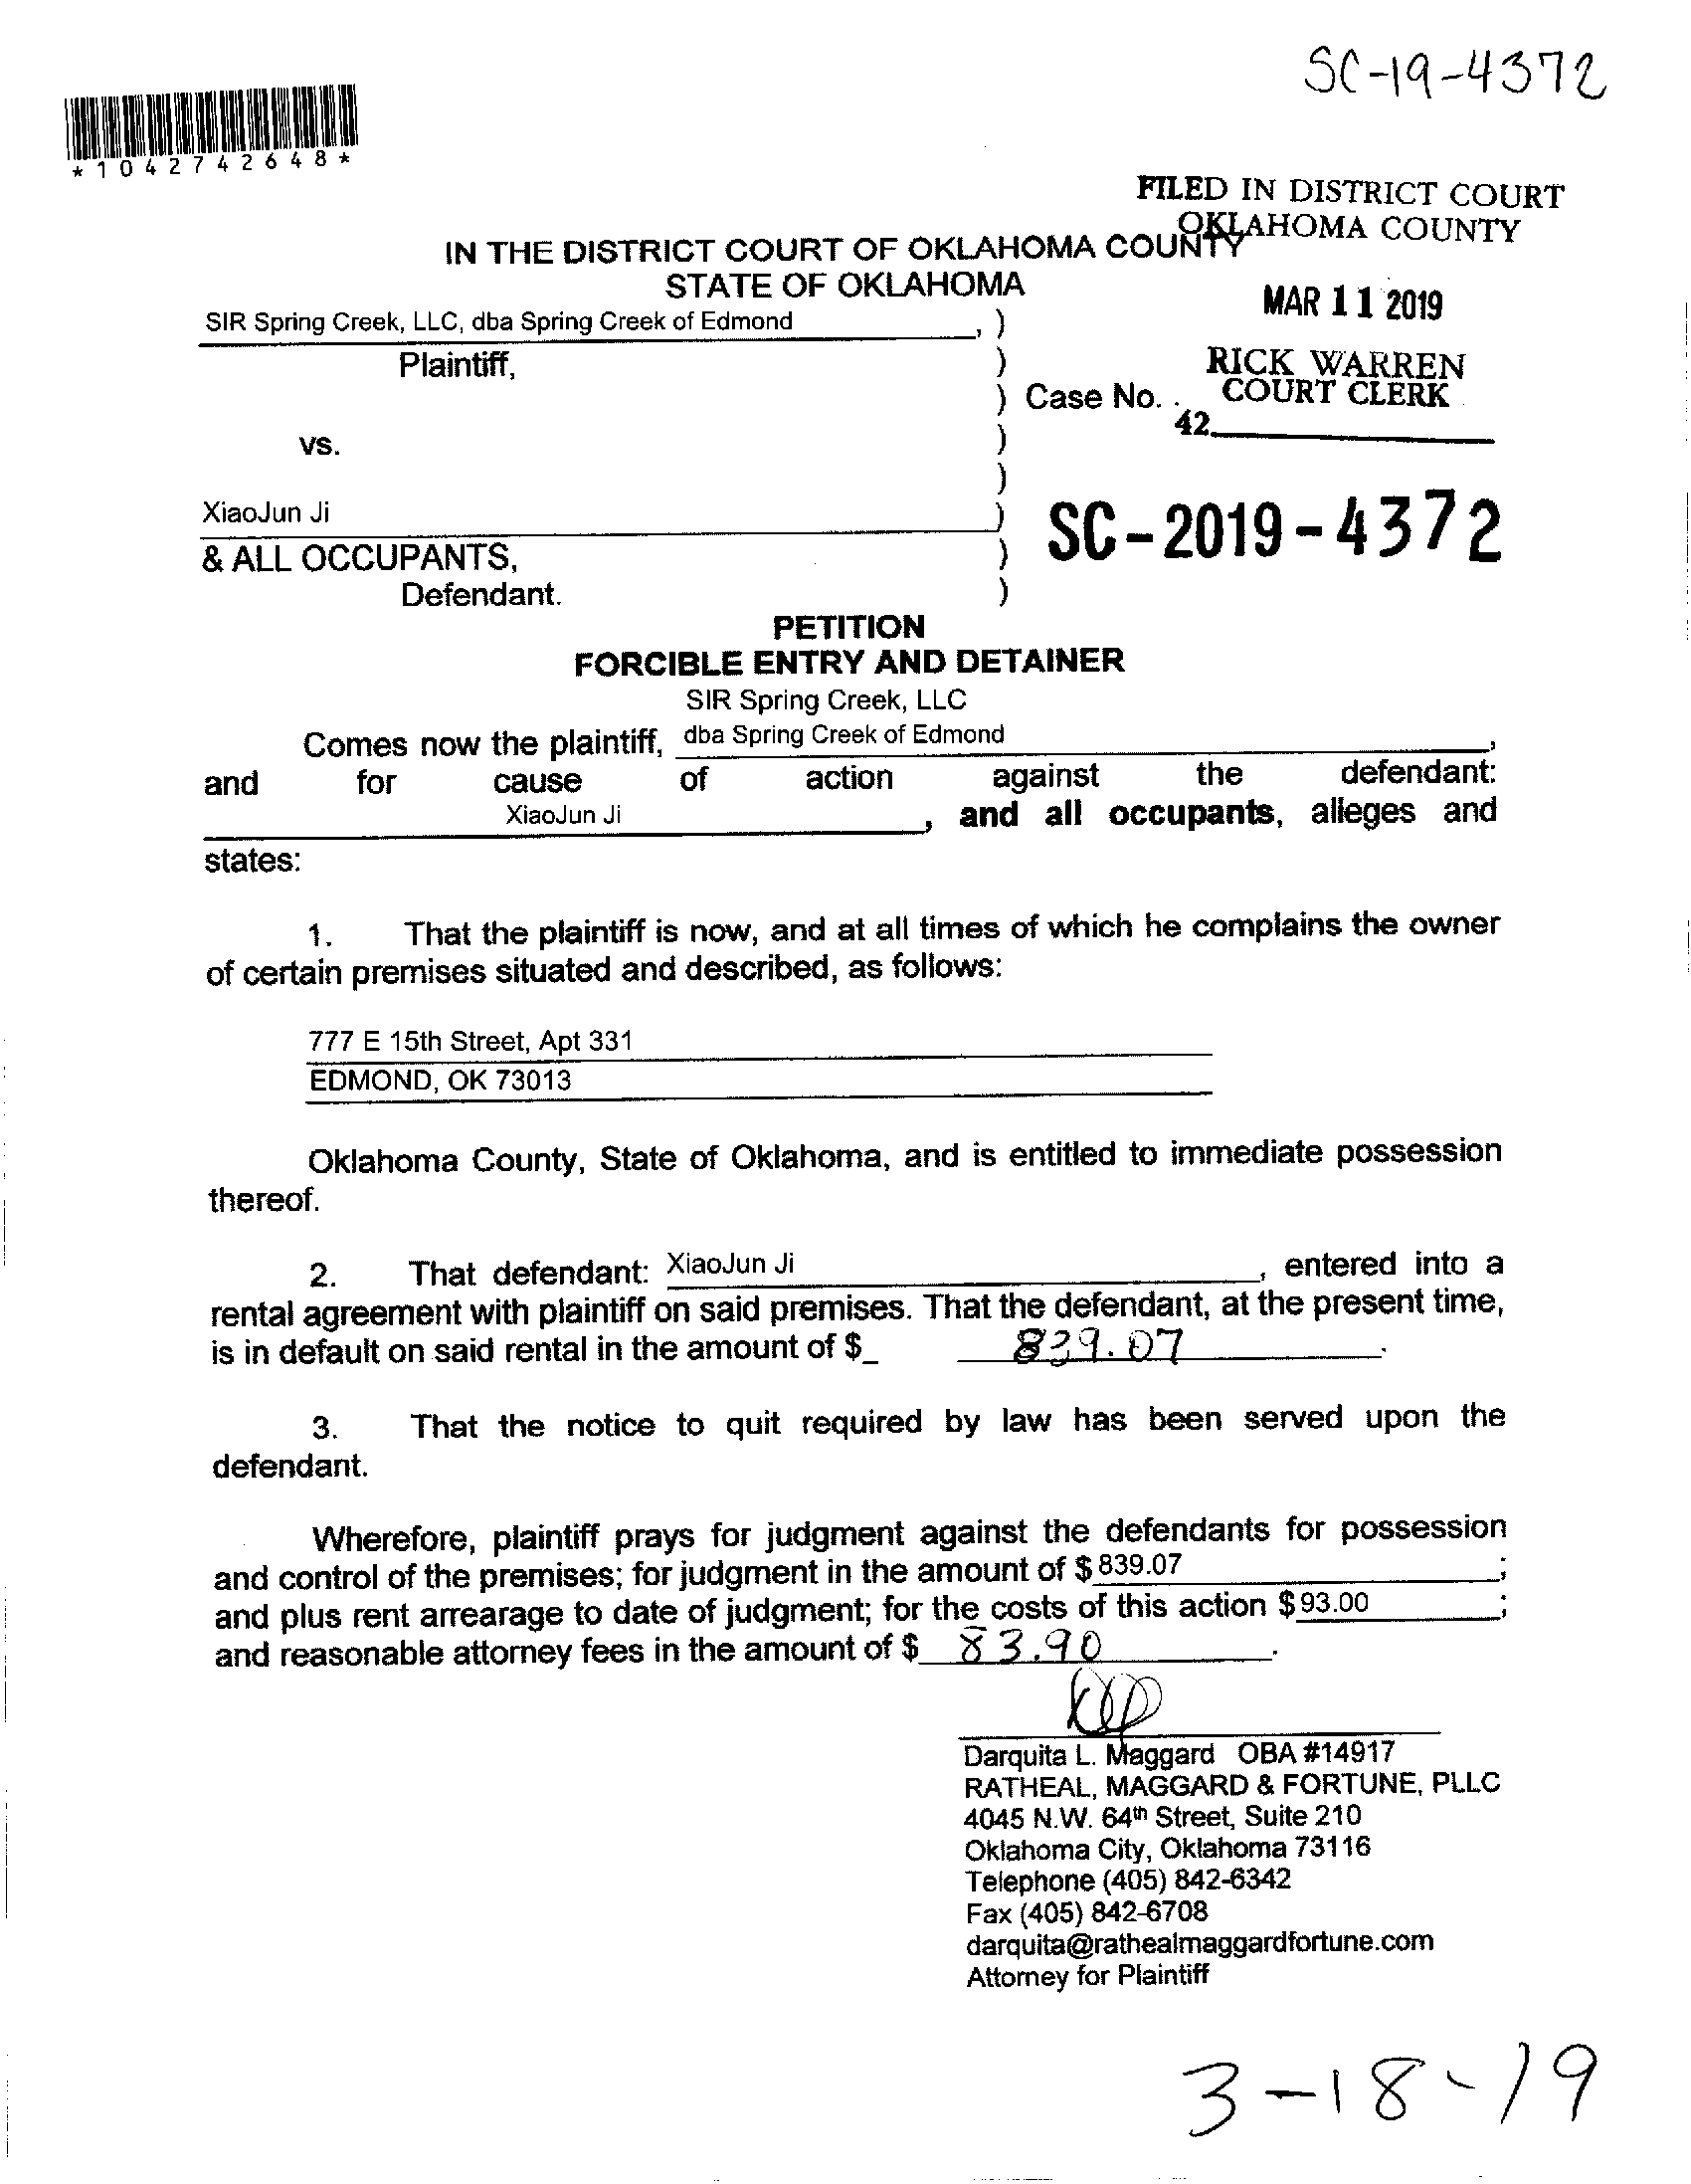 SC-19-4372
*1042742648*
FILED IN DISTRICT COURT
OKLAHOMA COUNTY
IN THE DISTRICT COURT OF OKLAHOMA COUNTY
STATE OF OKLAHOMA
MAR 11 2019
SIR Spring Creek, LLC, dba Spring Creek of Edmond , )
Plaintiff, )
RICK WARREN
COURT CLERK
) Case No.
42
vs. )
)
XiaoJun Ji )
SC-2019-4372
& ALL OCCUPANTS, )
Defendant. )
PETITION
FORCIBLE ENTRY AND DETAINER
SIR Spring Creek, LLC
Comes now the plaintiff, dba Spring Creek of Edmond ,
and for cause of action against the defendant:
XiaoJun Ji , and all occupants, alleges and
states:
1. That the plaintiff is now, and at all times of which he complains the owner
of certain premises situated and described, as follows:
777 E 15th Street, Apt 331
EDMOND, OK 73013
Oklahoma County, State of Oklahoma, and is entitled to immediate possession
thereof.
2. That defendant: XiaoJun Ji , entered into a
rental agreement with plaintiff on said premises. That the defendant, at the present time,
is in default on said rental in the amount of $_ 839.07 .
3. That the notice to quit required by law has been served upon the
defendant.
Wherefore, plaintiff prays for judgment against the defendants for possession
and control of the premises; for judgment in the amount of $839.07 ;
and plus rent arrearage to date of judgment; for the costs of this action $93.00 ;
and reasonable attorney fees in the amount of $ 83.90 .
Darquita L. Maggard OBA #14917
RATHEAL, MAGGARD & FORTUNE, PLLC
4045 N.W. 64th Street, Suite 210
Oklahoma City, Oklahoma 73116
Telephone (405) 842-6342
Fax (405) 842-6708
darquita@rathealmaggardfortune.com
Attorney for Plaintiff
3-18-19